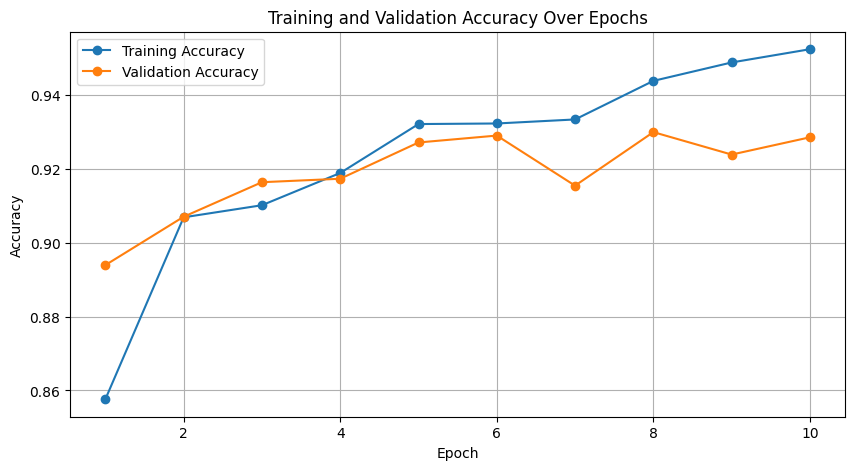 Training and Validation Accuracy Over Epochs
Training Accuracy
Validation Accuracy
0.94
0.92
0.90
0.88
0.86
Accuracy
2 4 6 8 10
Epoch